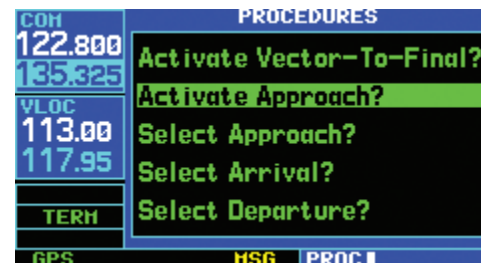 COM
122.800
135.325
VLOC
113.00
117.95
TERM
GPS
PROCEDURES
Activate Vector-To-Final?
Activate Approach?
Select Approach?
Select Arrival?
Select Departure?
MSG
PROC